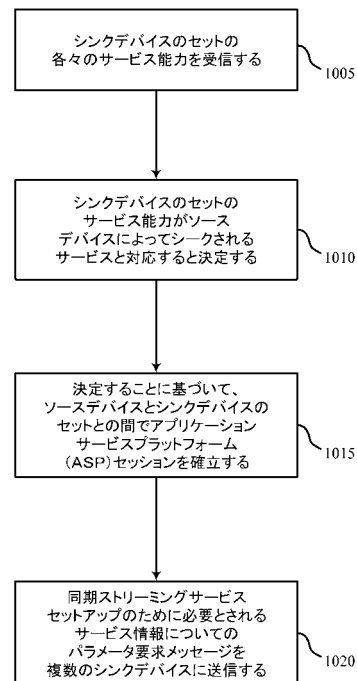 シンクデバイスのセットの
各々のサービス能力を受信する
1005
シンクデバイスのセットの
サービス能力がソース
デバイスによってシークされる
サービスと対応すると決定する
1010
決定することに基づいて、
ソースデバイスとシンクデバイスの
セットとの間でアプリケーション
サービスプラットフォーム
(ASP)セッションを確立する
1015
同期ストリーミングサービス
セットアップのために必要とされる
サービス情報についての
パラメータ要求メッセージを
複数のシンクデバイスに送信する
1020